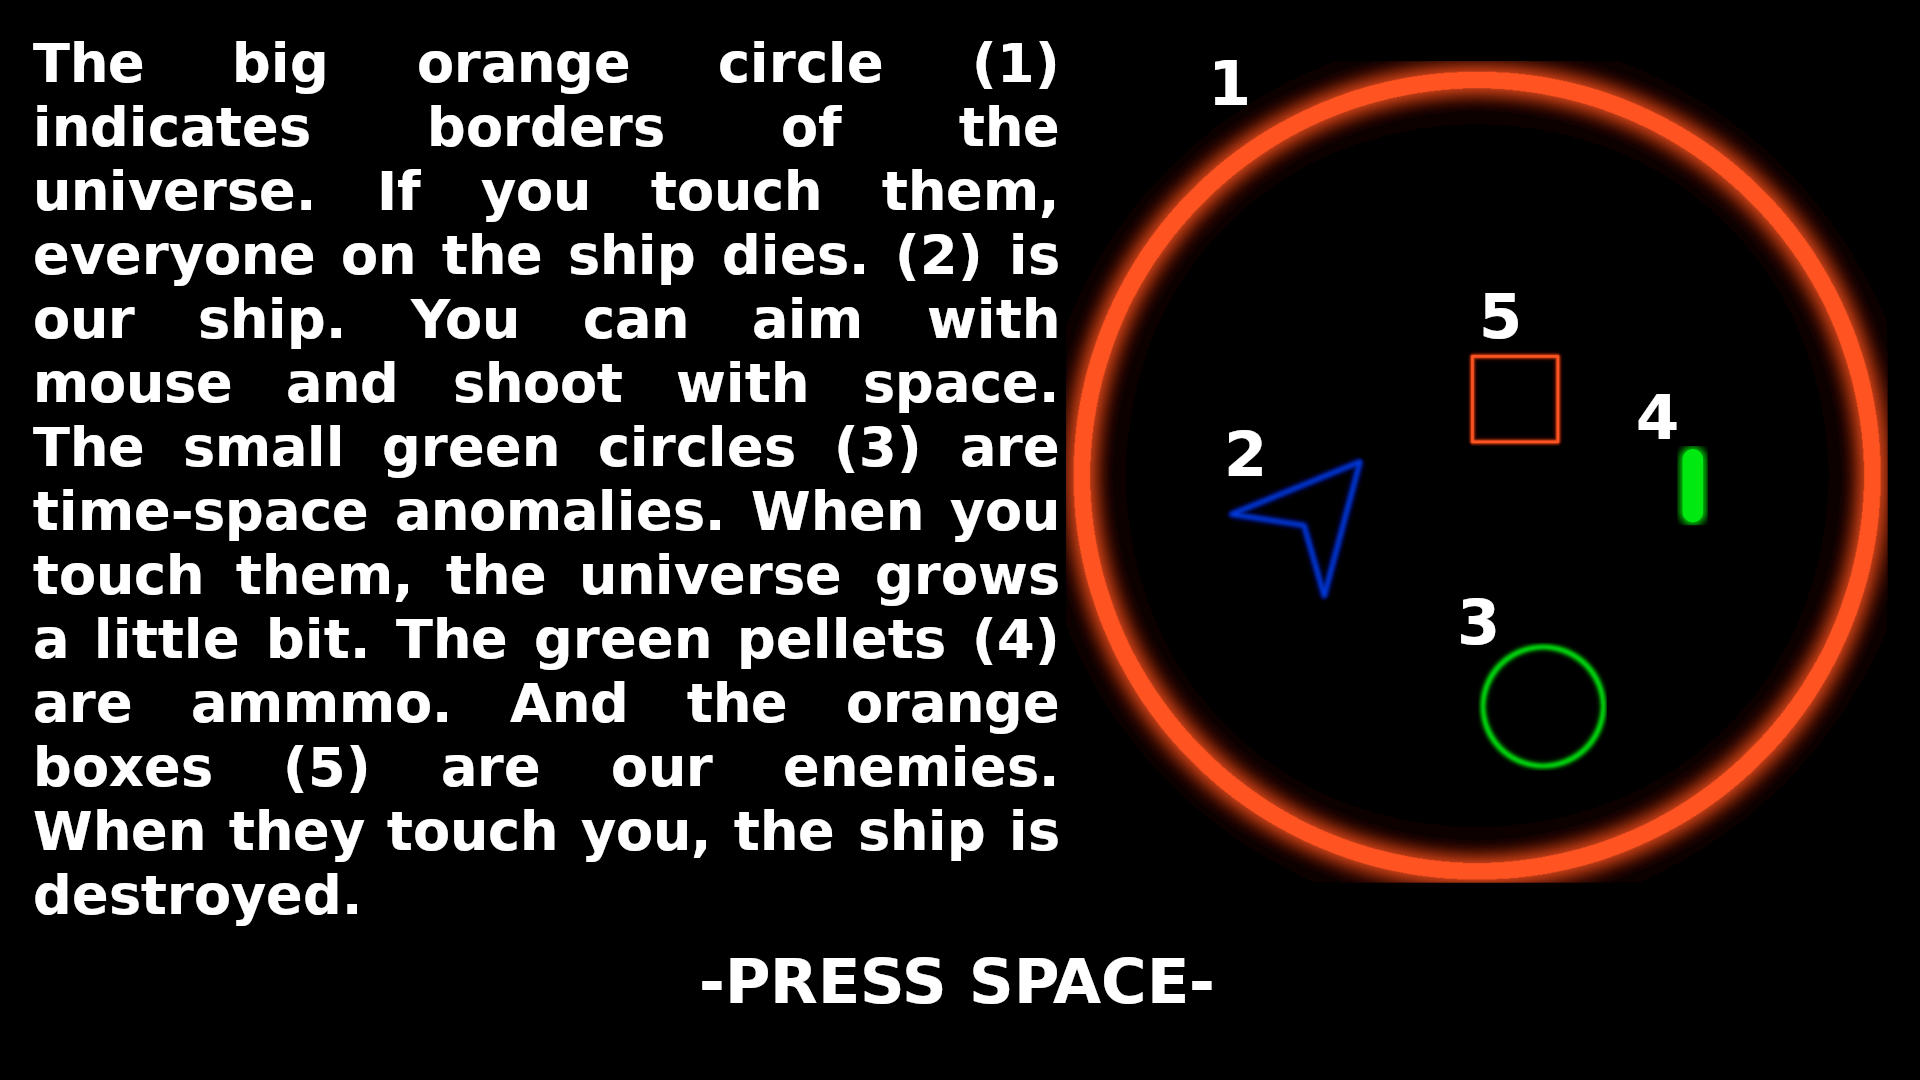 The big orange circle (1)
indicates borders of the
universe. If you touch them,
everyone on the ship dies. (2) is
our ship. You can aim with
mouse and shoot with space.
The small green circles (3) are
time-space anomalies. When you
touch them, the universe grows
a little bit. The green pellets (4)
are ammmo. And the orange
boxes (5) are our enemies.
When they touch you, the ship is
destroyed.
1
5
4
2
3
-PRESS SPACE-